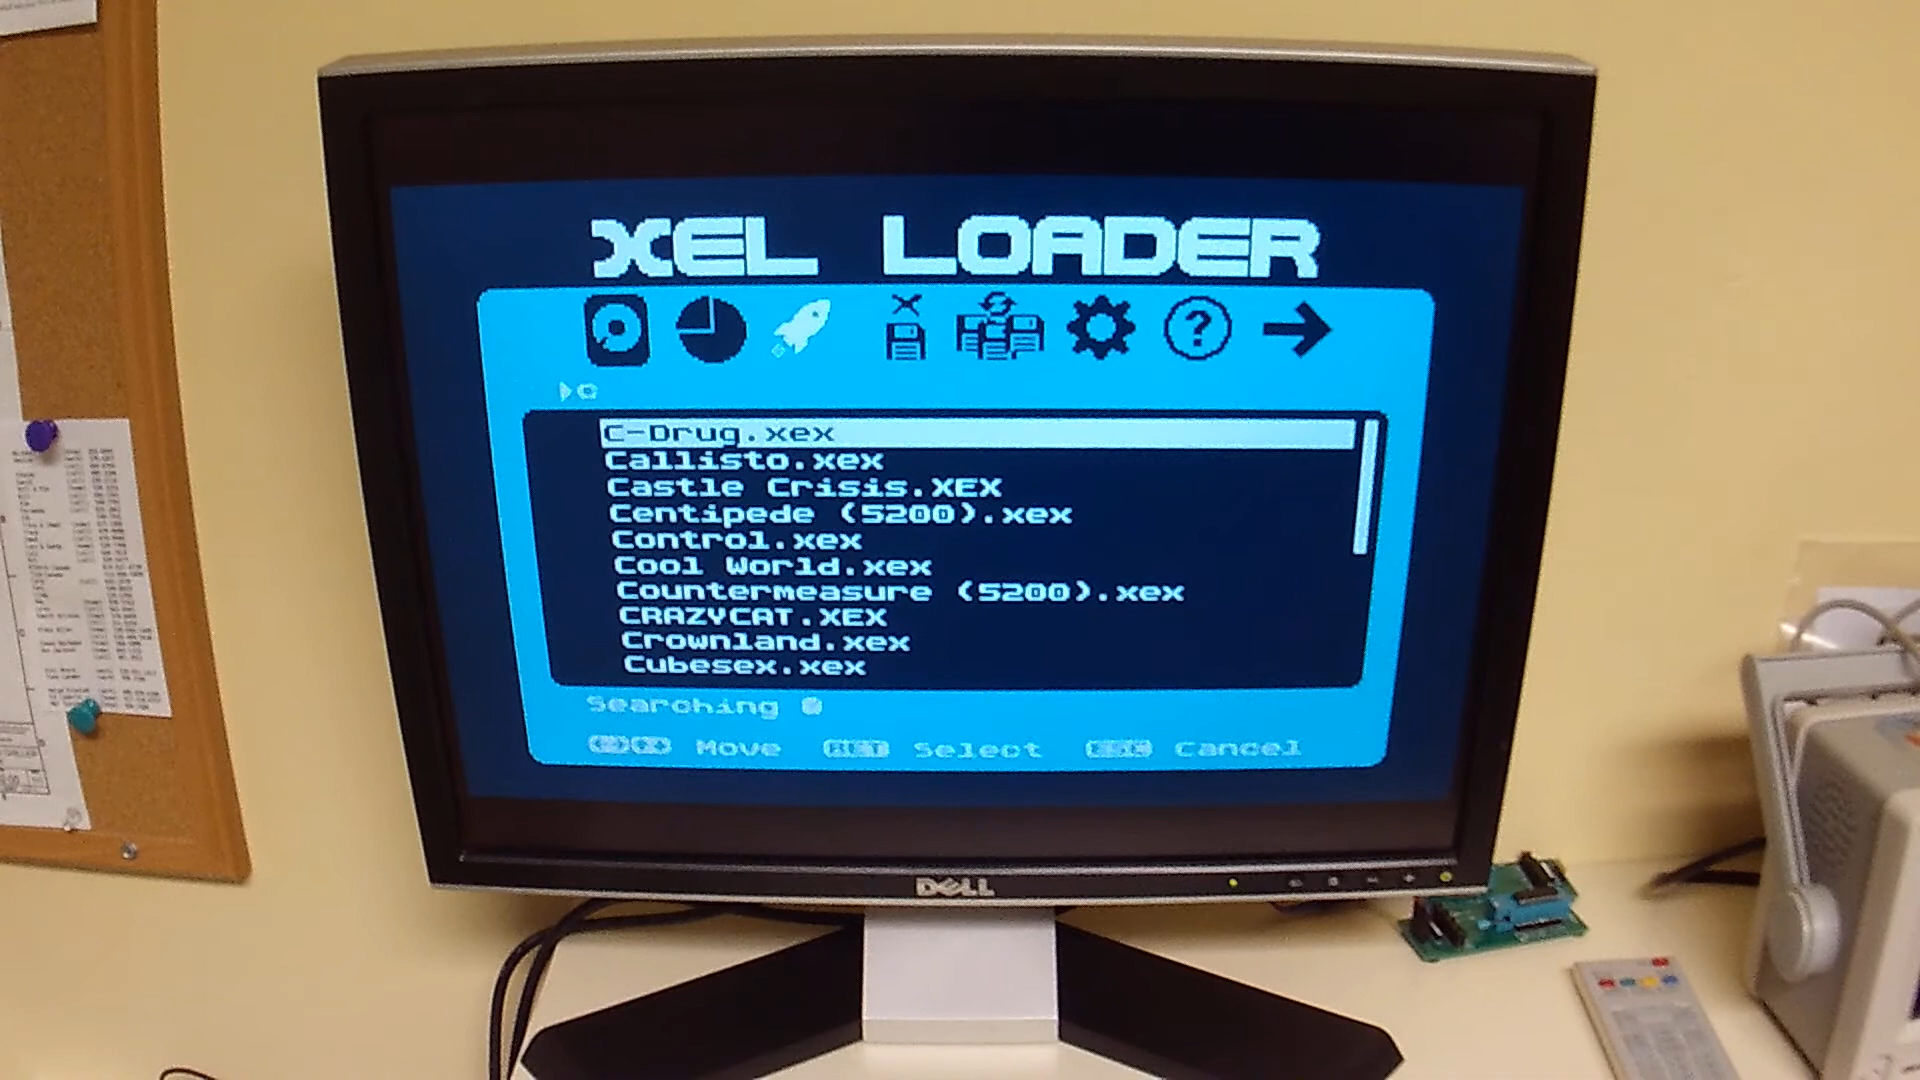 XEL LOADER
?
C
C-Drug.xex
Callisto.xex
Castle Crisis.XEX
Centipede (5200).xex
Control.xex
Cool World.xex
Countermeasure (5200).xex
CRAZYCAT.XEX
Crownland.xex
Cubesex.xex
Searching
Move Select Cancel
DELL